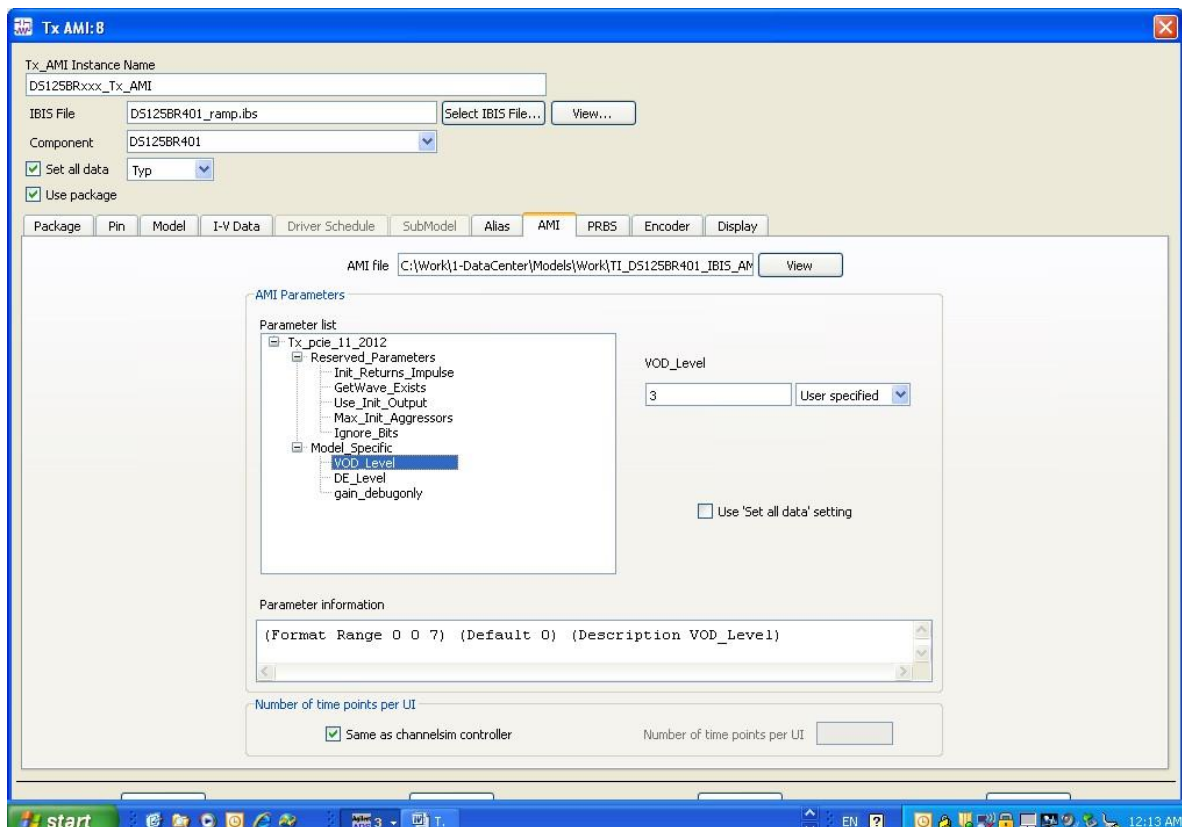 Tx AMI:8
Tx_AMI Instance Name
DS125BRxxx_Tx_AMI
IBIS File DS125BR401_ramp.ibs Select IBIS File... View...
Component DS125BR401
Set all data Typ
Use package
Package Pin Model I-V Data Driver Schedule SubModel Alias AMI PRBS Encoder Display
AMI file C:\Work\1-DataCenter\Models\Work\TI_DS125BR401_IBIS_AM View
AMI Parameters
Parameter list
Tx_pcie_11_2012
Reserved_Parameters
Init_Returns_Impulse
GetWave_Exists
Use_Init_Output
Max_Init_Aggressors
Ignore_Bits
Model_Specific
VOD_Level
DE_Level
gain_debugonly
VOD_Level
3 User specified
Use 'Set all data' setting
Parameter information
(Format Range 0 0 7) (Default 0) (Description VOD_Level)
Number of time points per UI
Same as channelsim controller Number of time points per UI
start 3 T. EN 12:13 AM